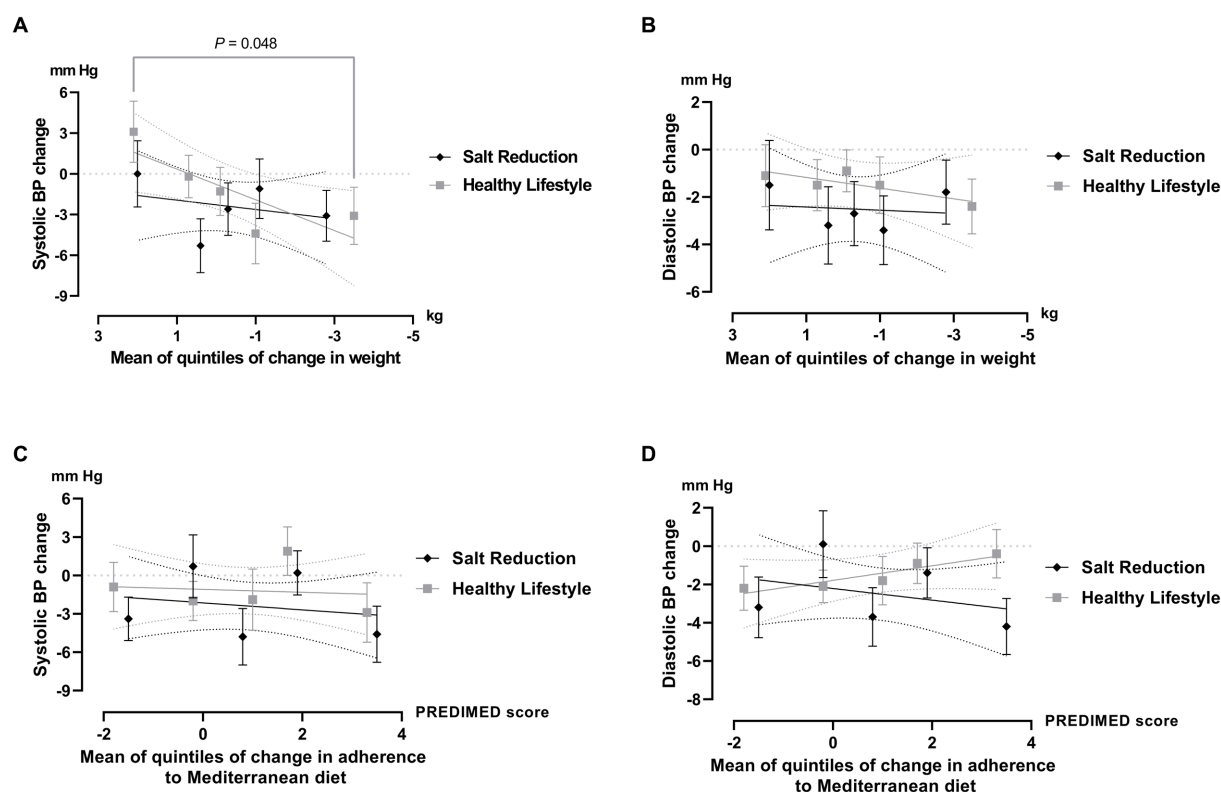 A
P = 0.048
mm Hg
6
3
0
-3
-6
-9
Systolic BP change
Salt Reduction
Healthy Lifestyle
3
1
-1
-3
-5
kg
Mean of quintiles of change in weight
B
mm Hg
2
0
-2
-4
-6
Diastolic BP change
Salt Reduction
Healthy Lifestyle
3
1
-1
-3
-5
kg
Mean of quintiles of change in weight
C
mm Hg
6
3
0
-3
-6
-9
Systolic BP change
Salt Reduction
Healthy Lifestyle
-2
0
2
4
PREDIMED score
Mean of quintiles of change in adherence
to Mediterranean diet
D
mm Hg
2
0
-2
-4
-6
-8
Diastolic BP change
Salt Reduction
Healthy Lifestyle
-2
0
2
4
PREDIMED score
Mean of quintiles of change in adherence
to Mediterranean diet